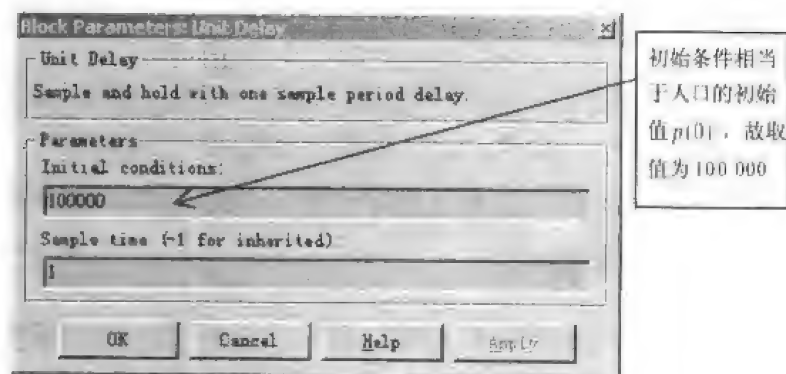 Block Parameters: Unit Delay
Unit Delay
Sample and hold with one sample period delay.
Parameters
Initial conditions:
100000
Sample time (-1 for inherited)
1
OK Cancel Help Apply
初始条件相当
于人口的初始
值p(0)，故取
值为100 000